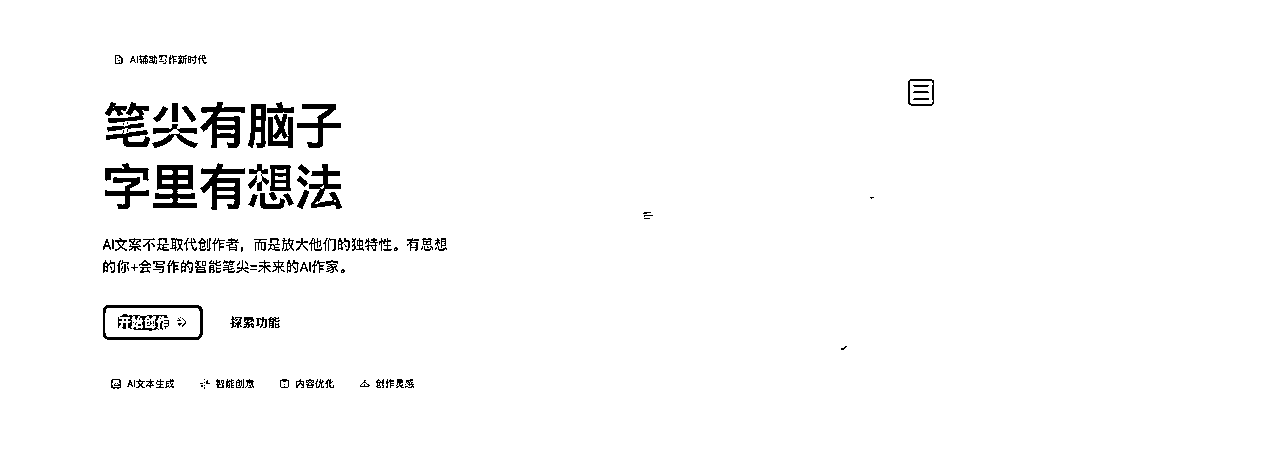 AI辅助写作新时代
笔尖有脑子
字里有想法
AI文案不是取代创作者，而是放大他们的独特性。有思想
的你+会写作的智能笔尖=未来的AI作家。
开始创作 探索功能
AI文本生成 智能创意 内容优化 创作灵感